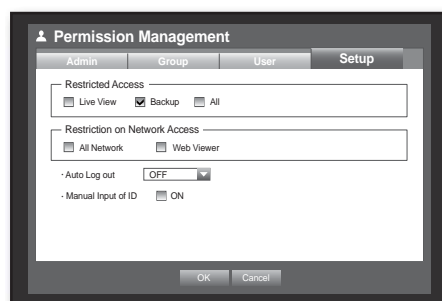 Permission Management
Admin Group User Setup
Restricted Access
Live View Backup All
Restriction on Network Access
All Network Web Viewer
· Auto Log out OFF
· Manual Input of ID ON
OK Cancel